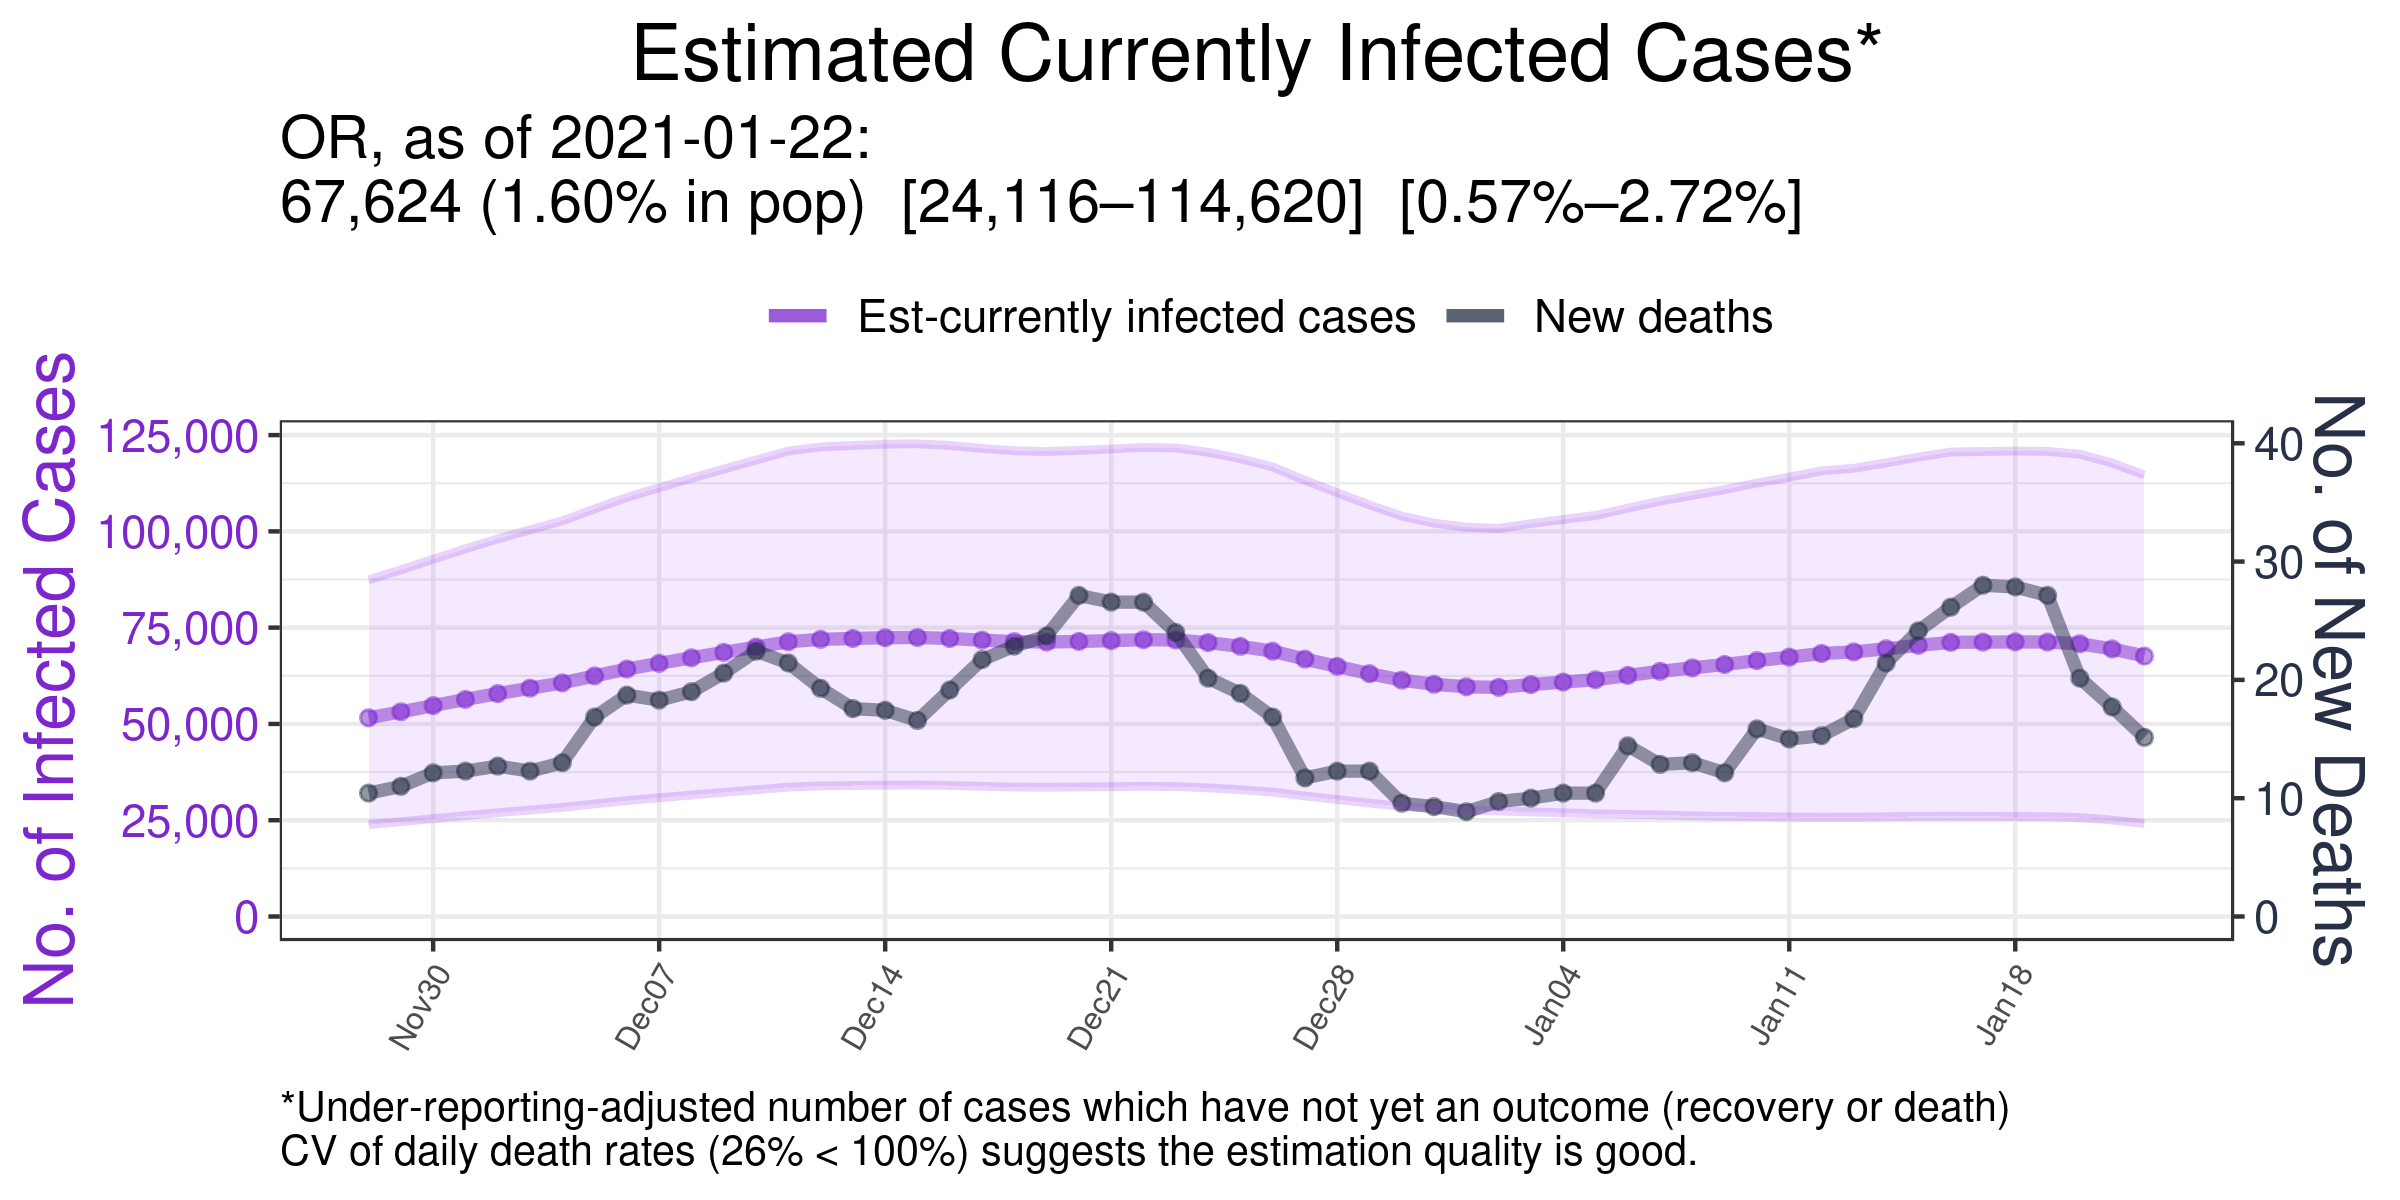 Estimated Currently Infected Cases*
OR, as of 2021-01-22:
67,624 (1.60% in pop)  [24,116–114,620]  [0.57%–2.72%]
Est-currently infected cases
New deaths
No. of Infected Cases
125,000
100,000
75,000
50,000
25,000
0
40
30
20
10
0
No. of New Deaths
Nov30
Dec07
Dec14
Dec21
Dec28
Jan04
Jan11
Jan18
*Under-reporting-adjusted number of cases which have not yet an outcome (recovery or death)
CV of daily death rates (26% < 100%) suggests the estimation quality is good.